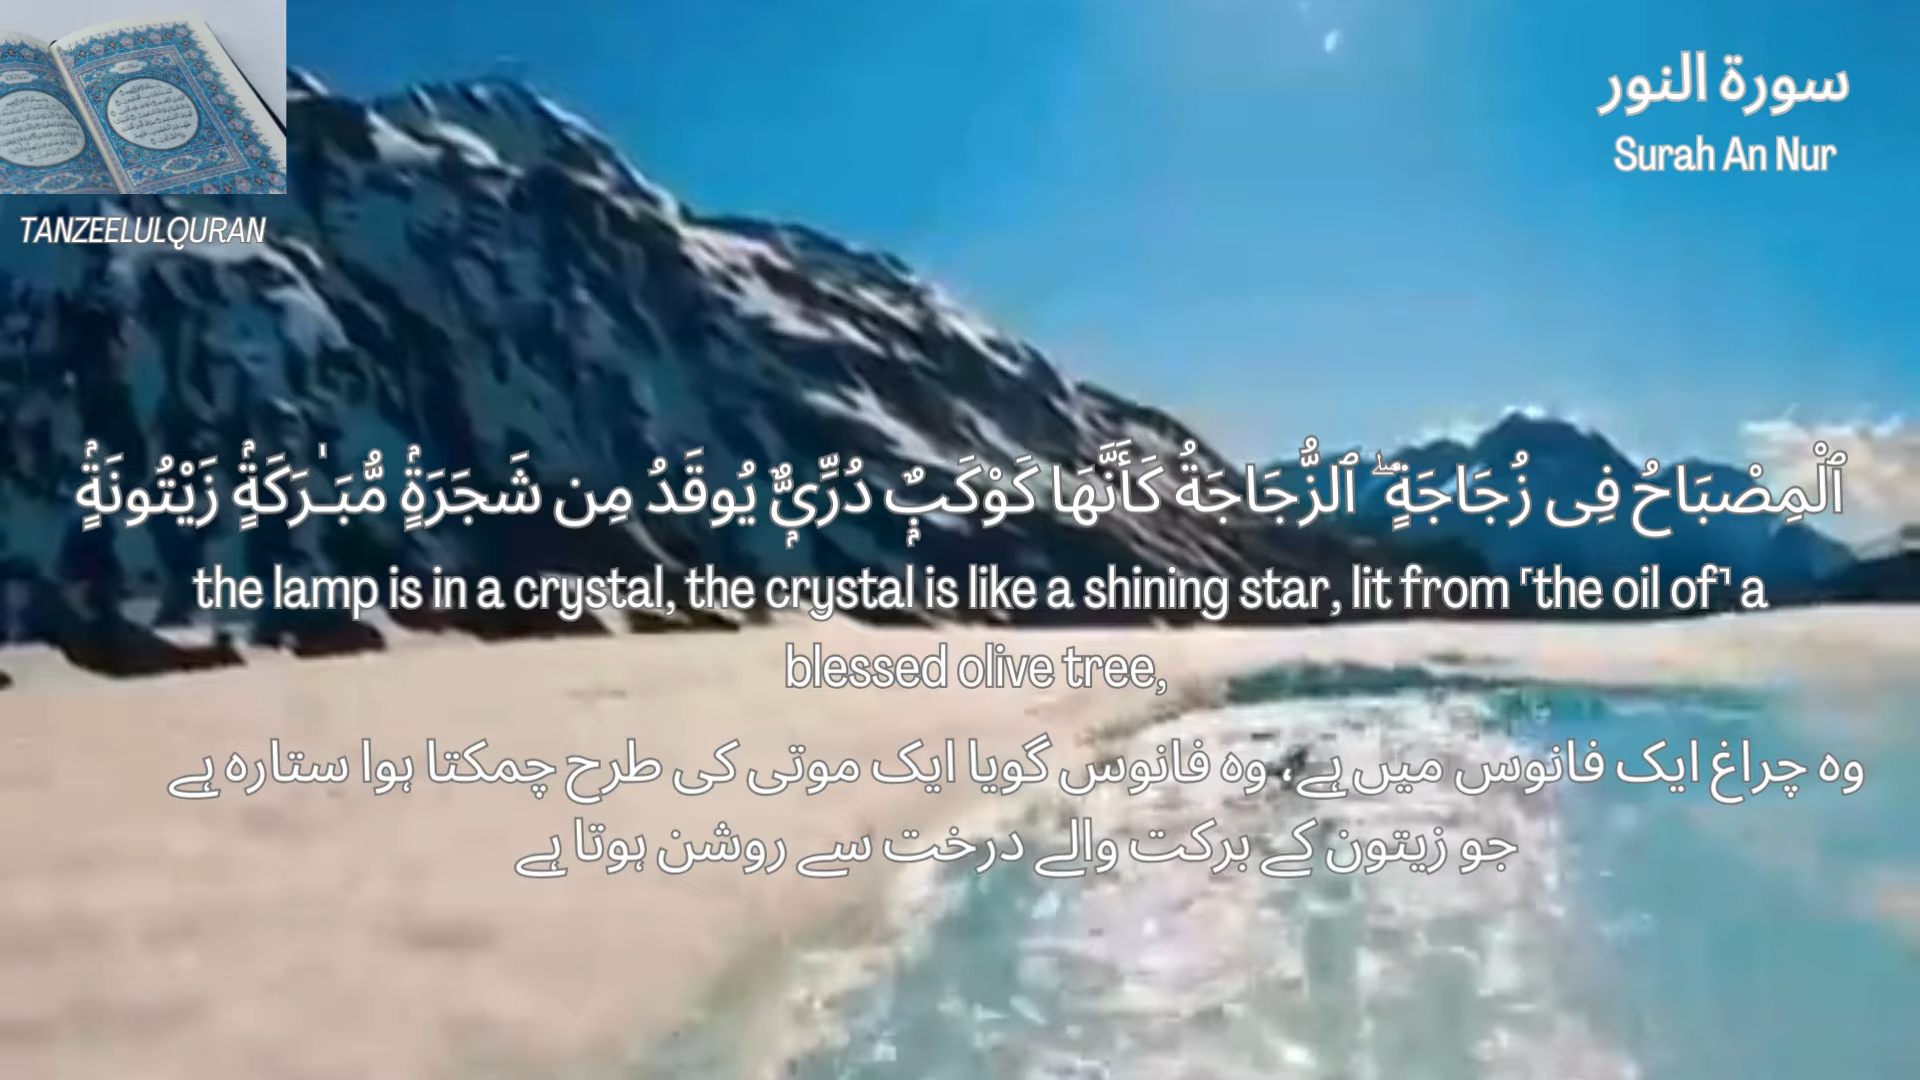 سورة النور
Surah An Nur
TANZEELULQURAN
ٱلْمِصْبَاحُ فِى زُجَاجَةٍ ۖ ٱلزُّجَاجَةُ كَأَنَّهَا كَوْكَبٌۭ دُرِّىٌّۭ يُوقَدُ مِن شَجَرَةٍۢ مُّبَـٰرَكَةٍۢ زَيْتُونَةٍۢ
the lamp is in a crystal, the crystal is like a shining star, lit from ˹the oil of˺ a
blessed olive tree,
وہ چراغ ایک فانوس میں ہے، وہ فانوس گویا ایک موتی کی طرح چمکتا ہوا ستارہ ہے
جو زیتون کے برکت والے درخت سے روشن ہوتا ہے